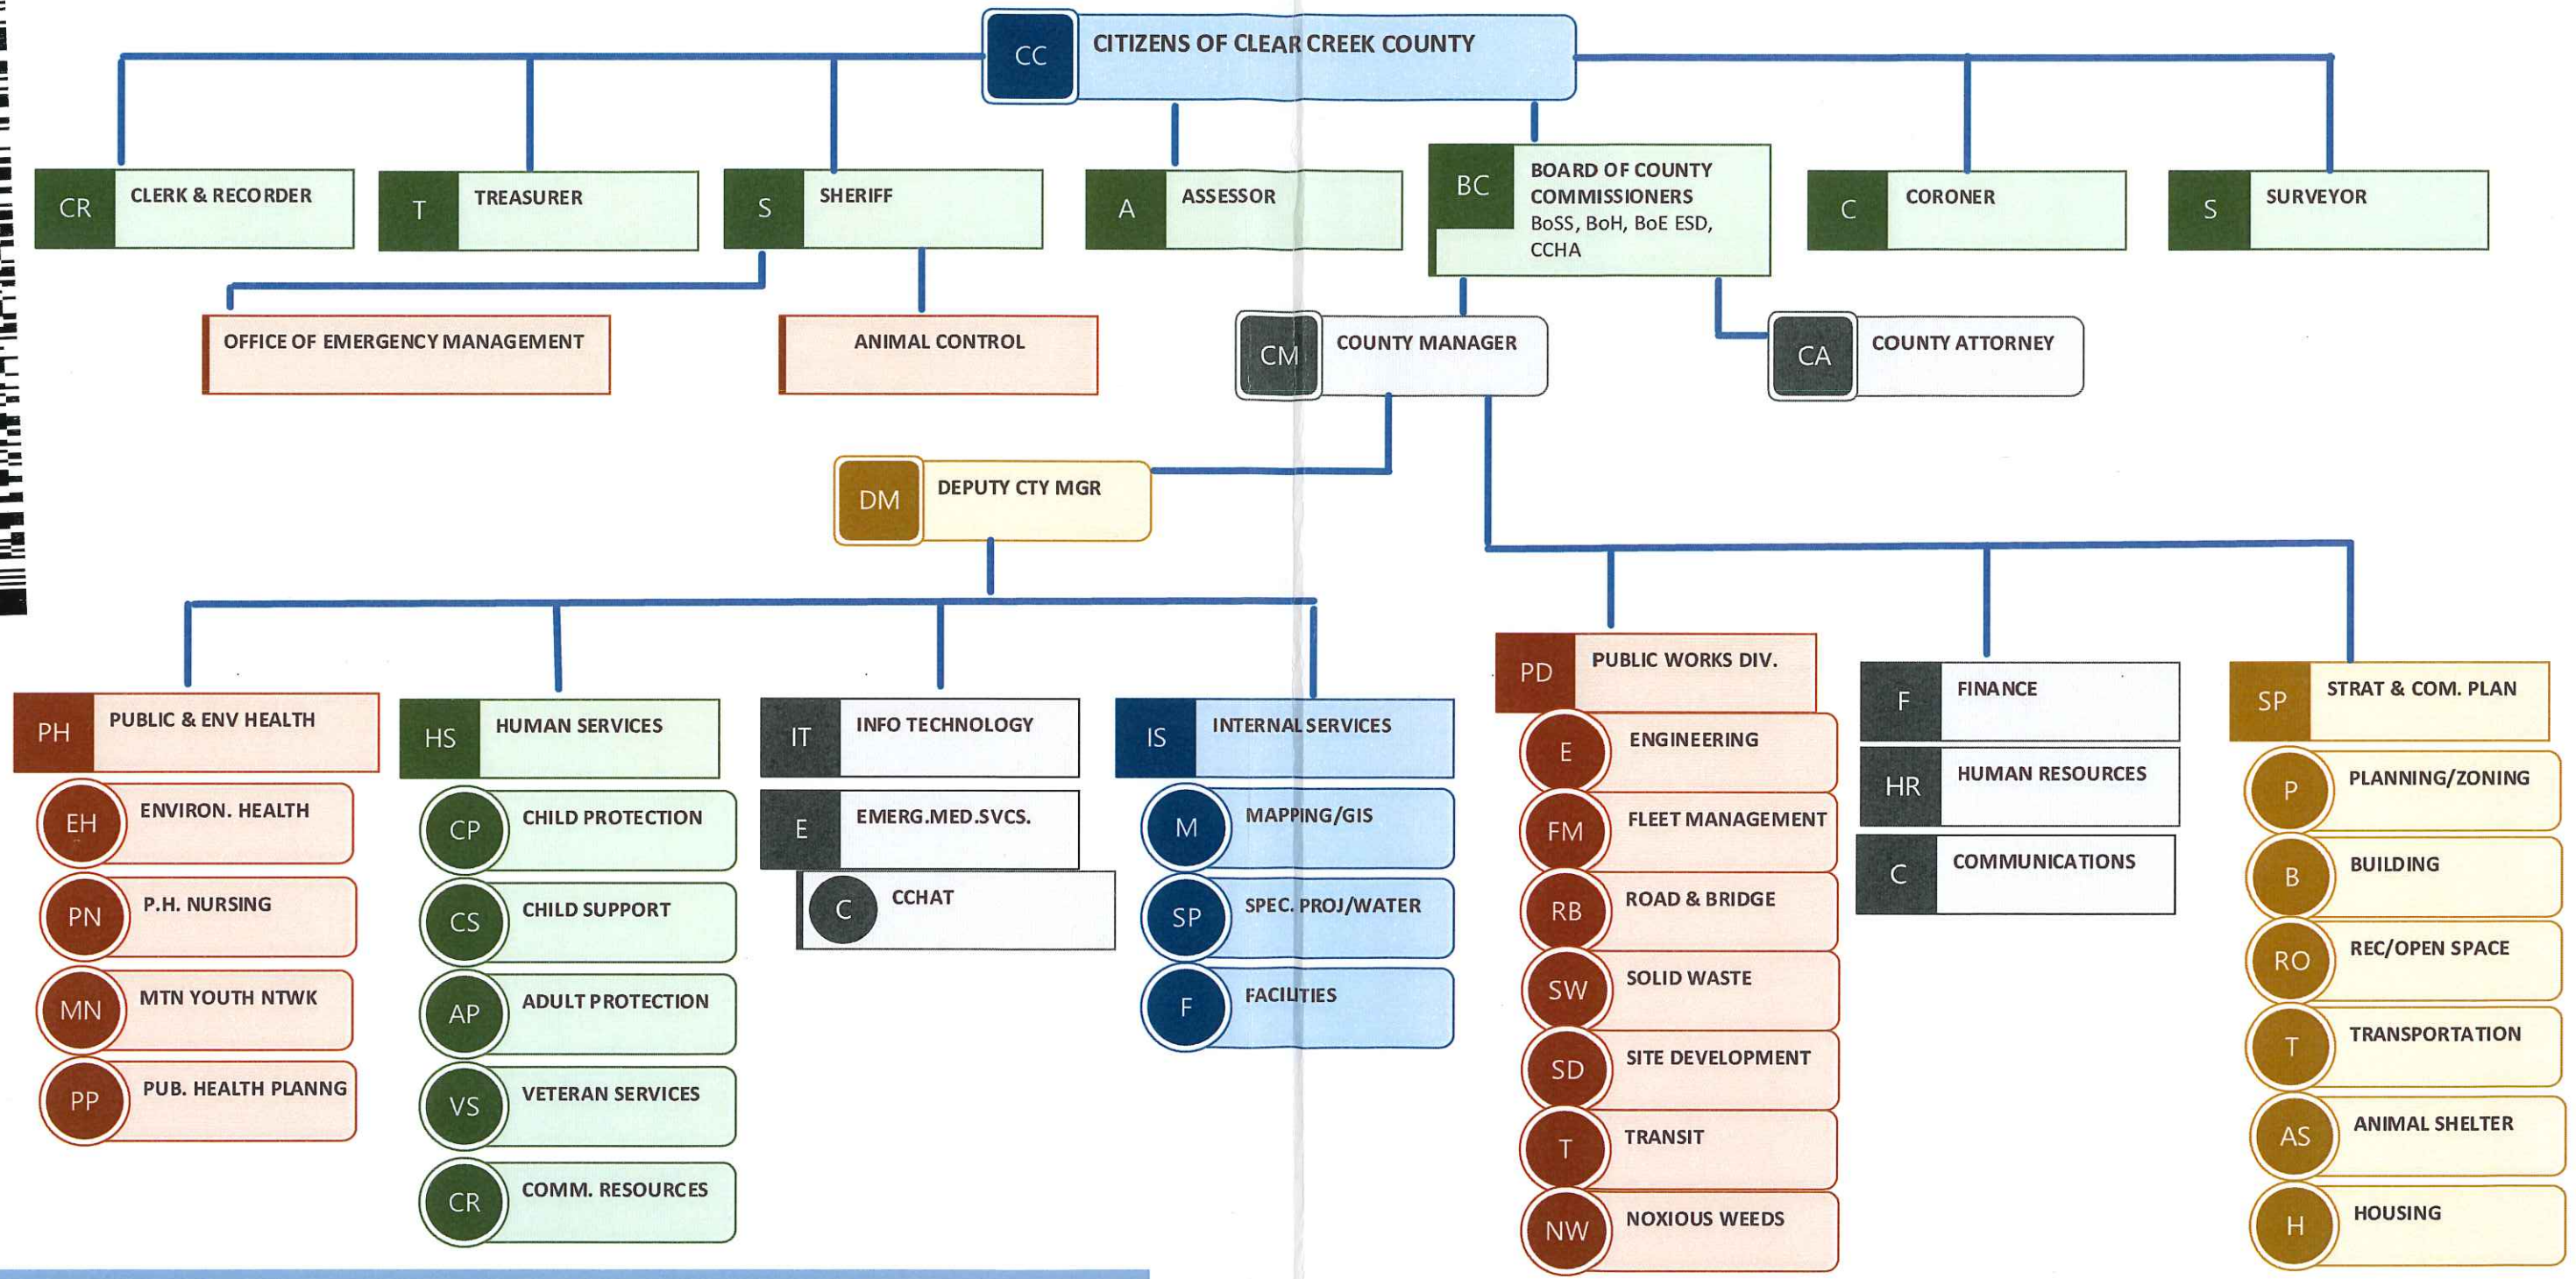 CC
CITIZENS OF CLEAR CREEK COUNTY
CR
CLERK & RECORDER
T
TREASURER
S
SHERIFF
A
ASSESSOR
BC
BOARD OF COUNTY
COMMISSIONERS
BoSS, BoH, BoE ESD,
CCHA
C
CORONER
S
SURVEYOR
OFFICE OF EMERGENCY MANAGEMENT
ANIMAL CONTROL
CM
COUNTY MANAGER
CA
COUNTY ATTORNEY
DM
DEPUTY CTY MGR
PH
PUBLIC & ENV HEALTH
EH
ENVIRON. HEALTH
PN
P.H. NURSING
MN
MTN YOUTH NTWK
PP
PUB. HEALTH PLANNG
HS
HUMAN SERVICES
CP
CHILD PROTECTION
CS
CHILD SUPPORT
AP
ADULT PROTECTION
VS
VETERAN SERVICES
CR
COMM. RESOURCES
IT
INFO TECHNOLOGY
E
EMERG.MED.SVCS.
C
CCHAT
IS
INTERNAL SERVICES
M
MAPPING/GIS
SP
SPEC. PROJ/WATER
F
FACILITIES
PD
PUBLIC WORKS DIV.
E
ENGINEERING
FM
FLEET MANAGEMENT
RB
ROAD & BRIDGE
SW
SOLID WASTE
SD
SITE DEVELOPMENT
T
TRANSIT
NW
NOXIOUS WEEDS
F
FINANCE
HR
HUMAN RESOURCES
C
COMMUNICATIONS
SP
STRAT & COM. PLAN
P
PLANNING/ZONING
B
BUILDING
RO
REC/OPEN SPACE
T
TRANSPORTATION
AS
ANIMAL SHELTER
H
HOUSING